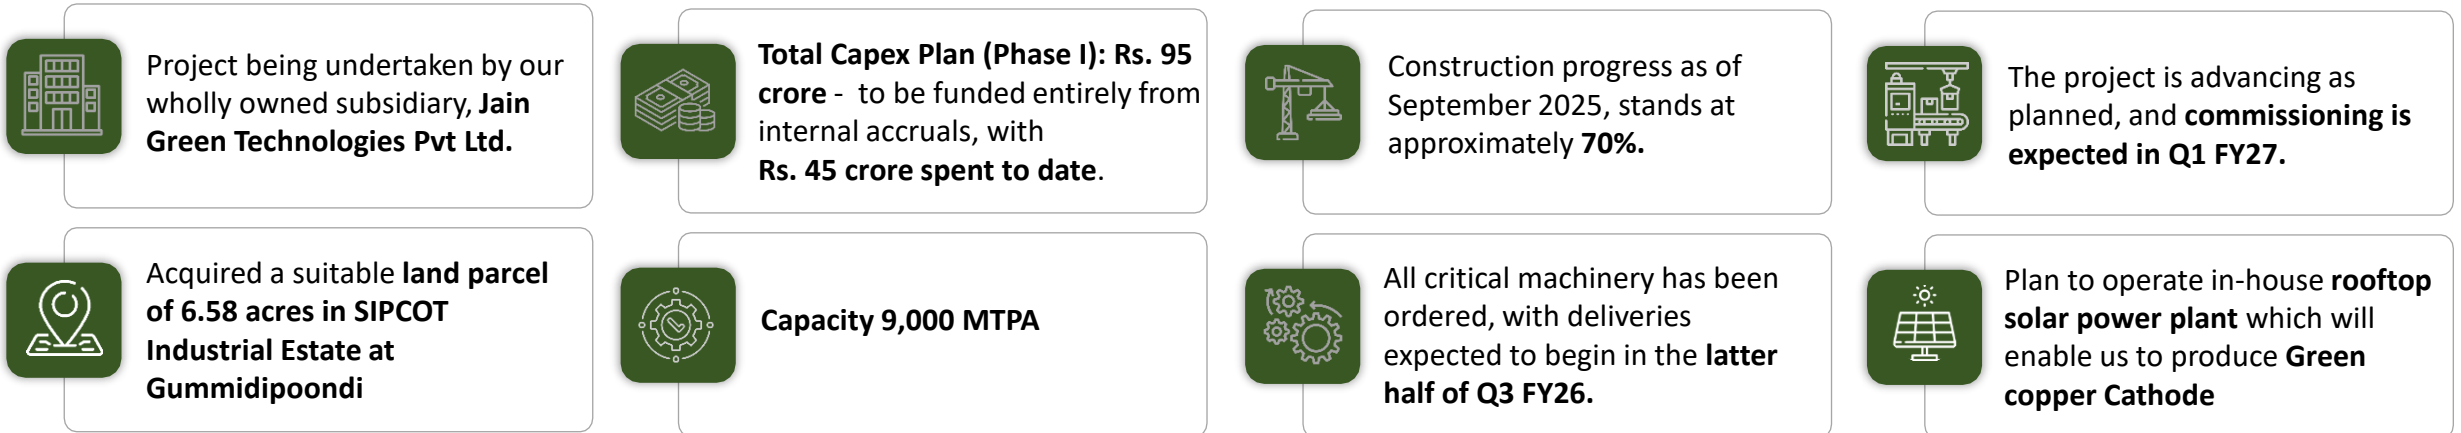 Project being undertaken by our
wholly owned subsidiary, Jain
Green Technologies Pvt Ltd.
Total Capex Plan (Phase I): Rs. 95
crore - to be funded entirely from
internal accruals, with
Rs. 45 crore spent to date.
Construction progress as of
September 2025, stands at
approximately 70%.
The project is advancing as
planned, and commissioning is
expected in Q1 FY27.
Acquired a suitable land parcel
of 6.58 acres in SIPCOT
Industrial Estate at
Gummidipoondi
Capacity 9,000 MTPA
All critical machinery has been
ordered, with deliveries
expected to begin in the latter
half of Q3 FY26.
Plan to operate in-house rooftop
solar power plant which will
enable us to produce Green
copper Cathode